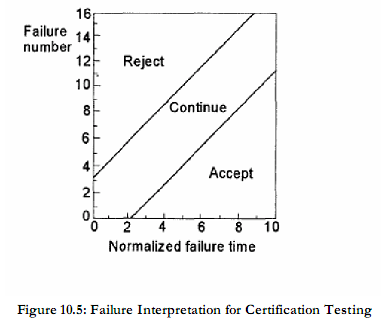 Failure
number
16
14
12
10
8
6
4
2
0
Reject
Continue
Accept
0 2 4 6 8 10
Normalized failure time
Figure 10.5: Failure Interpretation for Certification Testing